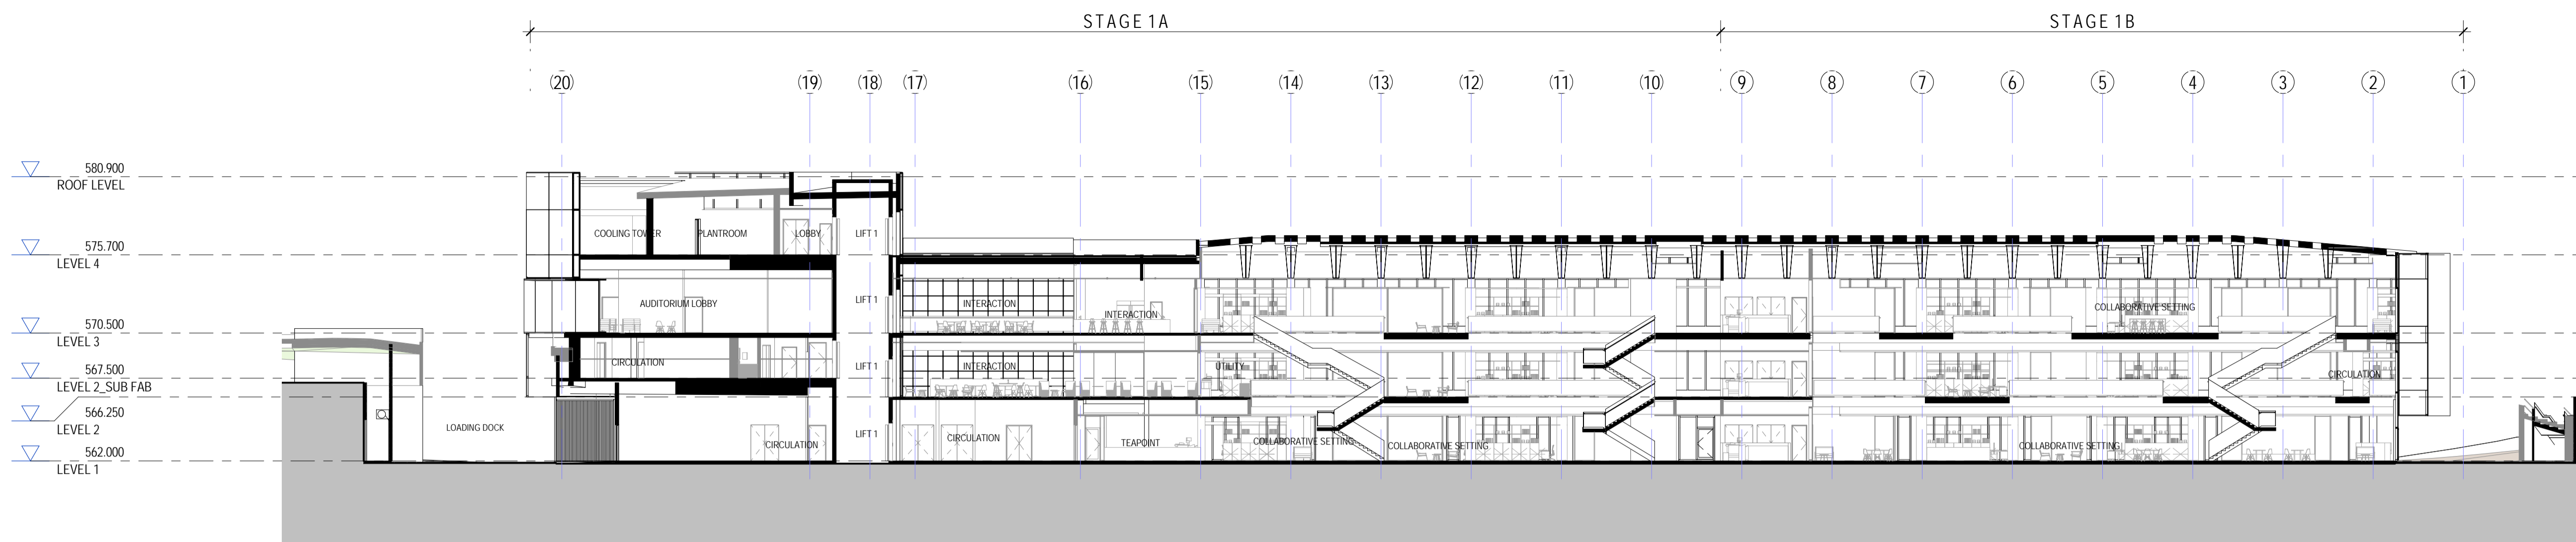 STAGE 1A
STAGE 1B
20
19
18
17
16
15
14
13
12
11
10
9
8
7
6
5
4
3
2
1
580.900
ROOF LEVEL
COOLING TOWER
PLANTROOM
LOBBY
LIFT 1
575.700
LEVEL 4
AUDITORIUM LOBBY
LIFT 1
INTERACTION
INTERACTION
COLLABORATIVE SETTING
570.500
LEVEL 3
CIRCULATION
LIFT 1
INTERACTION
UTILITY
CIRCULATION
567.500
LEVEL 2_SUB FAB
566.250
LEVEL 2
LOADING DOCK
CIRCULATION
LIFT 1
CIRCULATION
TEAPOINT
COLLABORATIVE SETTING
COLLABORATIVE SETTING
COLLABORATIVE SETTING
562.000
LEVEL 1